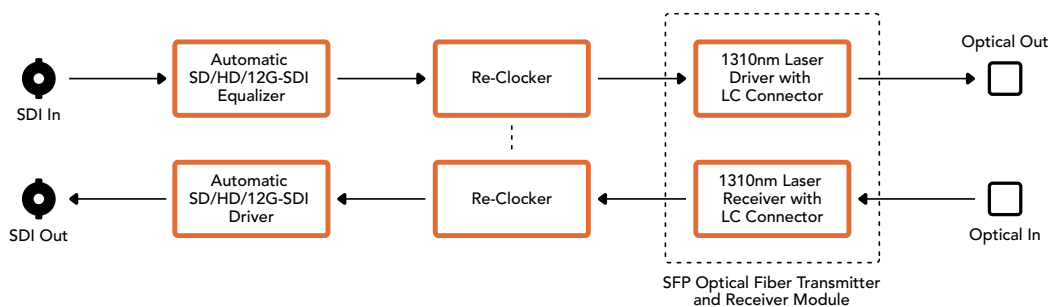 SDI In
Automatic
SD/HD/12G-SDI
Equalizer
Re-Clocker
1310nm Laser
Driver with
LC Connector
Optical Out
SDI Out
Automatic
SD/HD/12G-SDI
Driver
Re-Clocker
1310nm Laser
Receiver with
LC Connector
Optical In
SFP Optical Fiber Transmitter
and Receiver Module